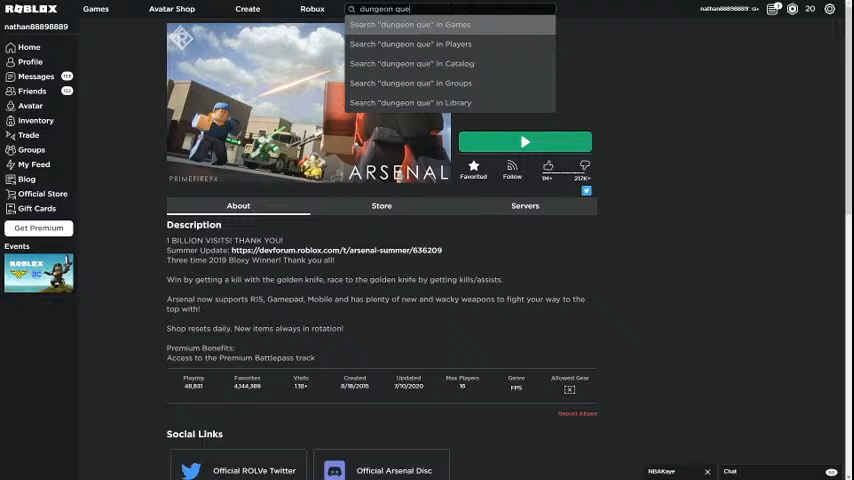 ROBLOX
Games
Avatar Shop
Create
Robux
dungeon que
nathan88898889: 13+
20
Search "dungeon que" in Games
Search "dungeon que" in Players
Search "dungeon que" in Catalog
Search "dungeon que" in Groups
Search "dungeon que" in Library
nathan88898889
Home
Profile
Messages
Friends
Avatar
Inventory
Trade
Groups
My Feed
Blog
Official Store
Gift Cards
Get Premium
Events
PRIMEFIRE94
ARSENAL
Favorited
Follow
1M+
217K+
About
Store
Servers
Description
1 BILLION VISITS! THANK YOU!
Summer Update: https://devforum.roblox.com/t/arsenal-summer/636209
Three time 2019 Bloxy Winner! Thank you all!
Win by getting a kill with the golden knife, race to the golden knife by getting kills/assists.
Arsenal now supports R15, Gamepad, Mobile and has plenty of new and wacky weapons to fight your way to the
top with!
Shop resets daily. New items always in rotation!
Premium Benefits:
Access to the Premium Battlepass track
Playing
Favorites
Visits
Created
Updated
Max Players
Genre
Allowed Gear
48,831
4,144,389
1.1B+
8/18/2015
7/10/2020
16
FPS
Report Abuse
Social Links
Official ROLVe Twitter
Official Arsenal Disc
NBAKaye
Chat